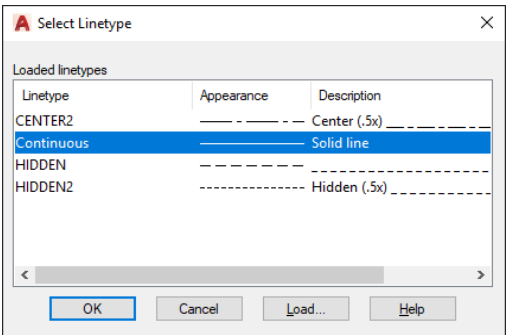 Select Linetype
Loaded linetypes
Linetype Appearance Description
CENTER2 Center (.5x)
Continuous Solid line
HIDDEN
HIDDEN2 Hidden (.5x)
OK Cancel Load... Help